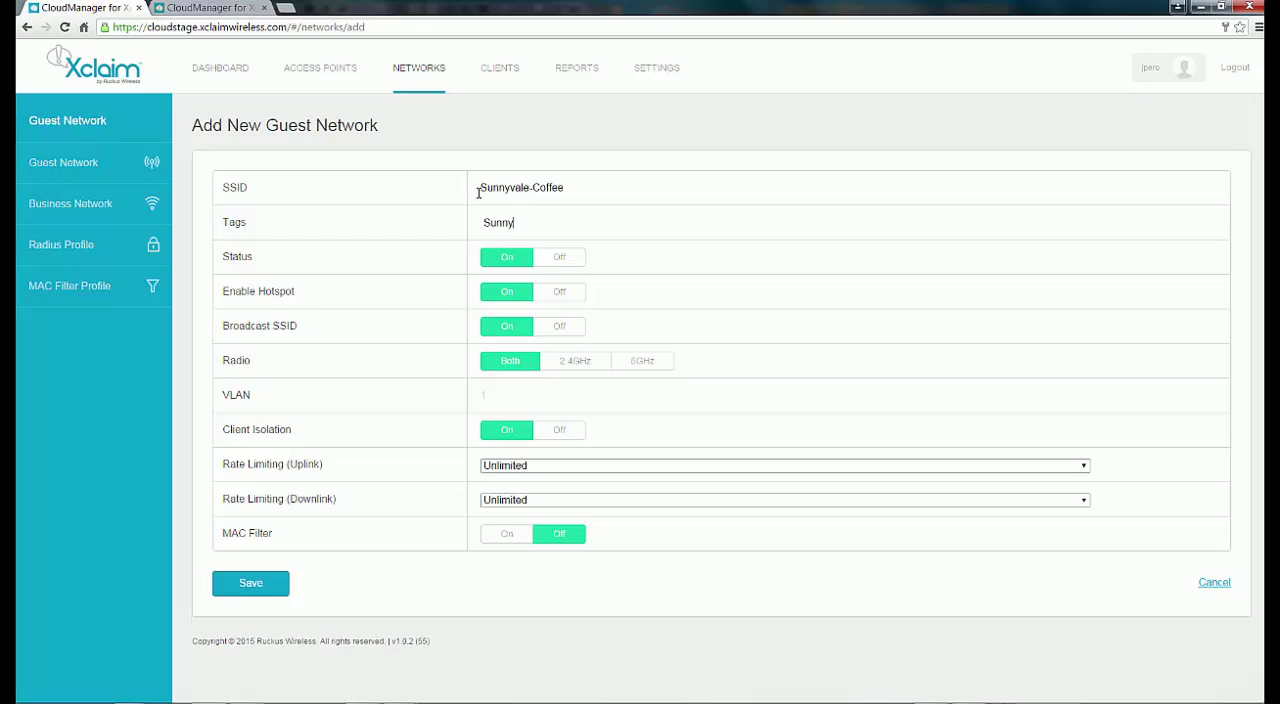 CloudManager for X
CloudManager for X
https://cloudstage.xclaimwireless.com/#/networks/add
Xclaim
by Ruckus Wireless
DASHBOARD
ACCESS POINTS
NETWORKS
CLIENTS
REPORTS
SETTINGS
jpero
Logout
Guest Network
Guest Network
Business Network
Radius Profile
MAC Filter Profile
Add New Guest Network
SSID Sunnyvale-Coffee
Tags Sunny
Status On Off
Enable Hotspot On Off
Broadcast SSID On Off
Radio Both 2.4GHz 5GHz
VLAN 1
Client Isolation On Off
Rate Limiting (Uplink) Unlimited
Rate Limiting (Downlink) Unlimited
MAC Filter On Off
Save
Cancel
Copyright © 2015 Ruckus Wireless. All rights reserved. | v1.0.2 (55)